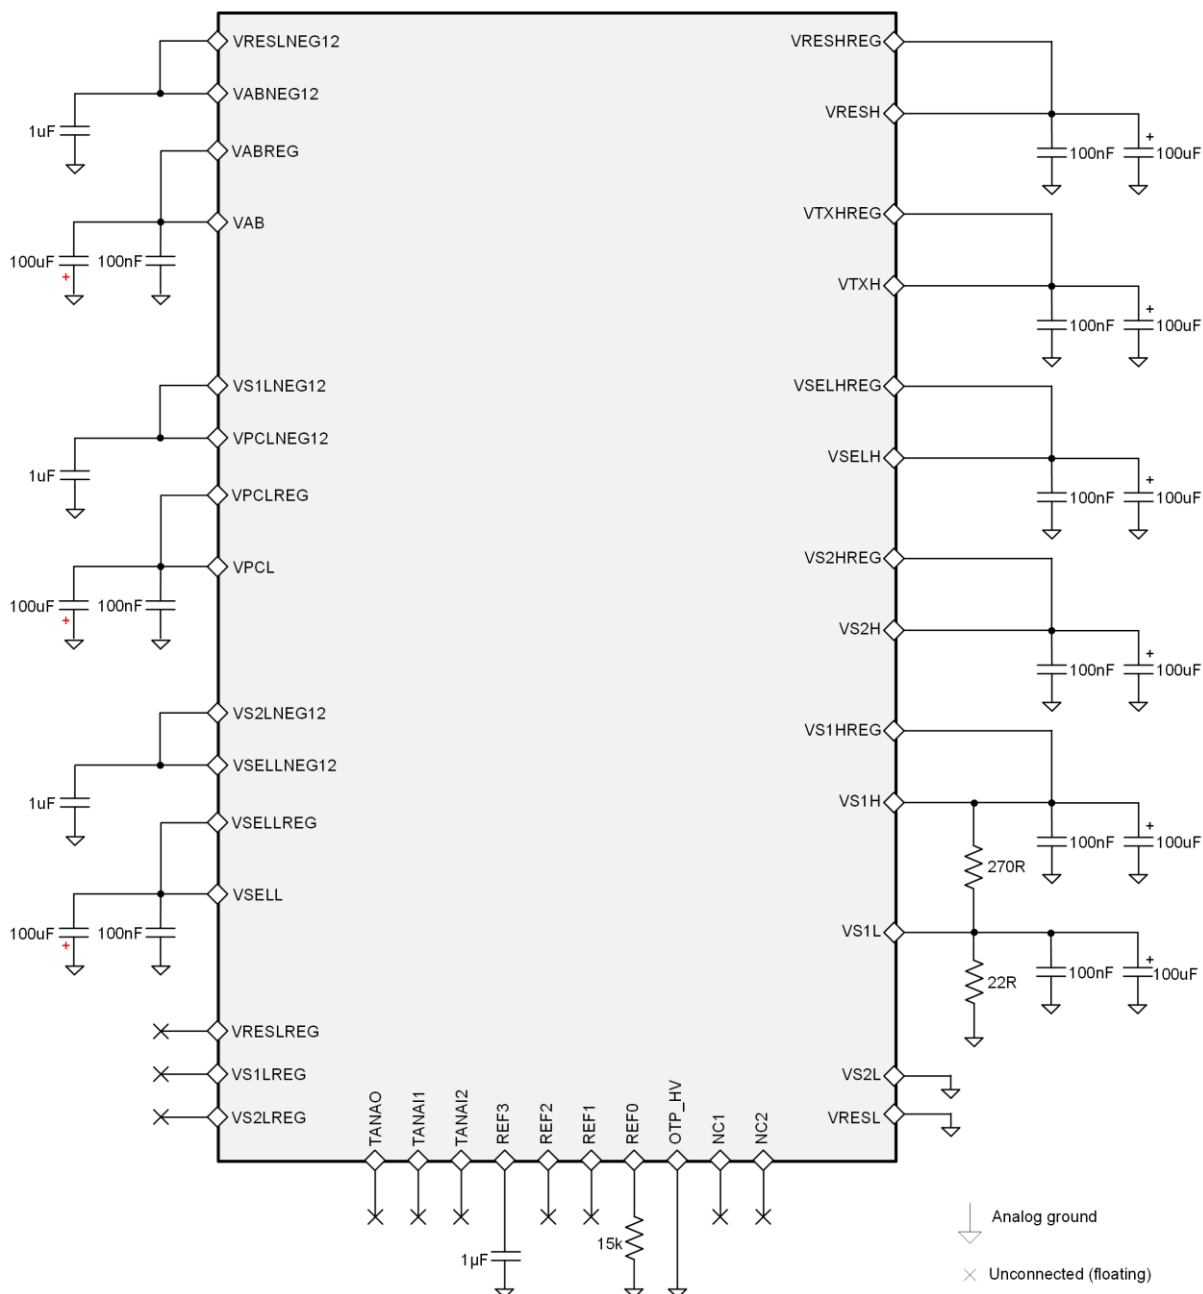 VRESLNEG12
VABNEG12
1uF
VABREG
VAB
100uF
+
100nF
VS1LNEG12
VPCLNEG12
1uF
VPCLREG
VPCL
100uF
+
100nF
VS2LNEG12
VSELLNEG12
1uF
VSELLREG
VSELL
100uF
+
100nF
VRESLREG
VS1LREG
VS2LREG
VRESHREG
VRESH
100nF
+
100uF
VTXHREG
VTXH
100nF
+
100uF
VSELHREG
VSELH
100nF
+
100uF
VS2HREG
VS2H
100nF
+
100uF
VS1HREG
VS1H
270R
100nF
+
100uF
VS1L
22R
100nF
+
100uF
VS2L
VRESL
TANAO
TANAI1
TANAI2
REF3
REF2
REF1
REF0
OTP_HV
NC1
NC2
1µF
15k
Analog ground
Unconnected (floating)